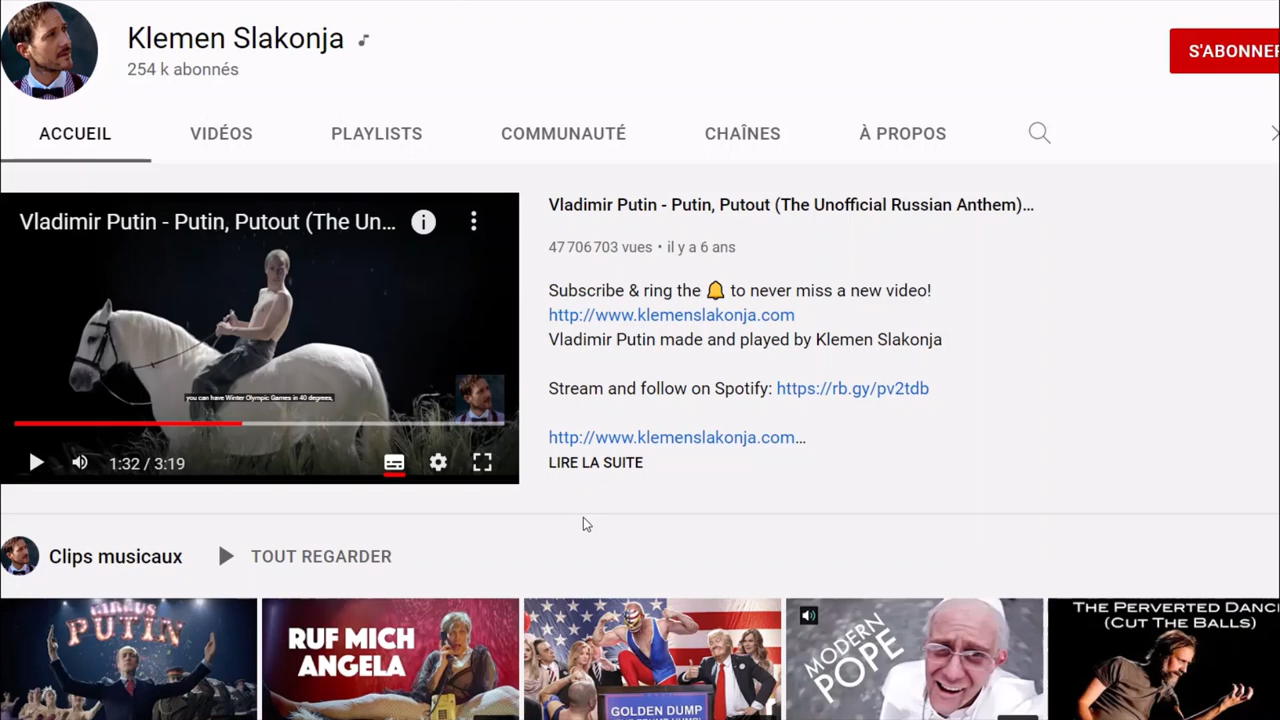 Klemen Slakonja
254 k abonnés
S'ABONNER
ACCUEIL
VIDÉOS
PLAYLISTS
COMMUNAUTÉ
CHAÎNES
À PROPOS
Vladimir Putin - Putin, Putout (The Un...
you can have Winter Olympic Games in 40 degrees,
1:32 / 3:19
Vladimir Putin - Putin, Putout (The Unofficial Russian Anthem)...
47 706 703 vues • il y a 6 ans
Subscribe & ring the 🔔 to never miss a new video!
http://www.klemenslakonja.com
Vladimir Putin made and played by Klemen Slakonja
Stream and follow on Spotify: https://rb.gy/pv2tdb
http://www.klemenslakonja.com...
LIRE LA SUITE
Clips musicaux
TOUT REGARDER
CIRCUS
PUTIN
RUF MICH
ANGELA
GOLDEN DUMP
MODERN
POPE
THE PERVERTED DANC
(CUT THE BALLS)